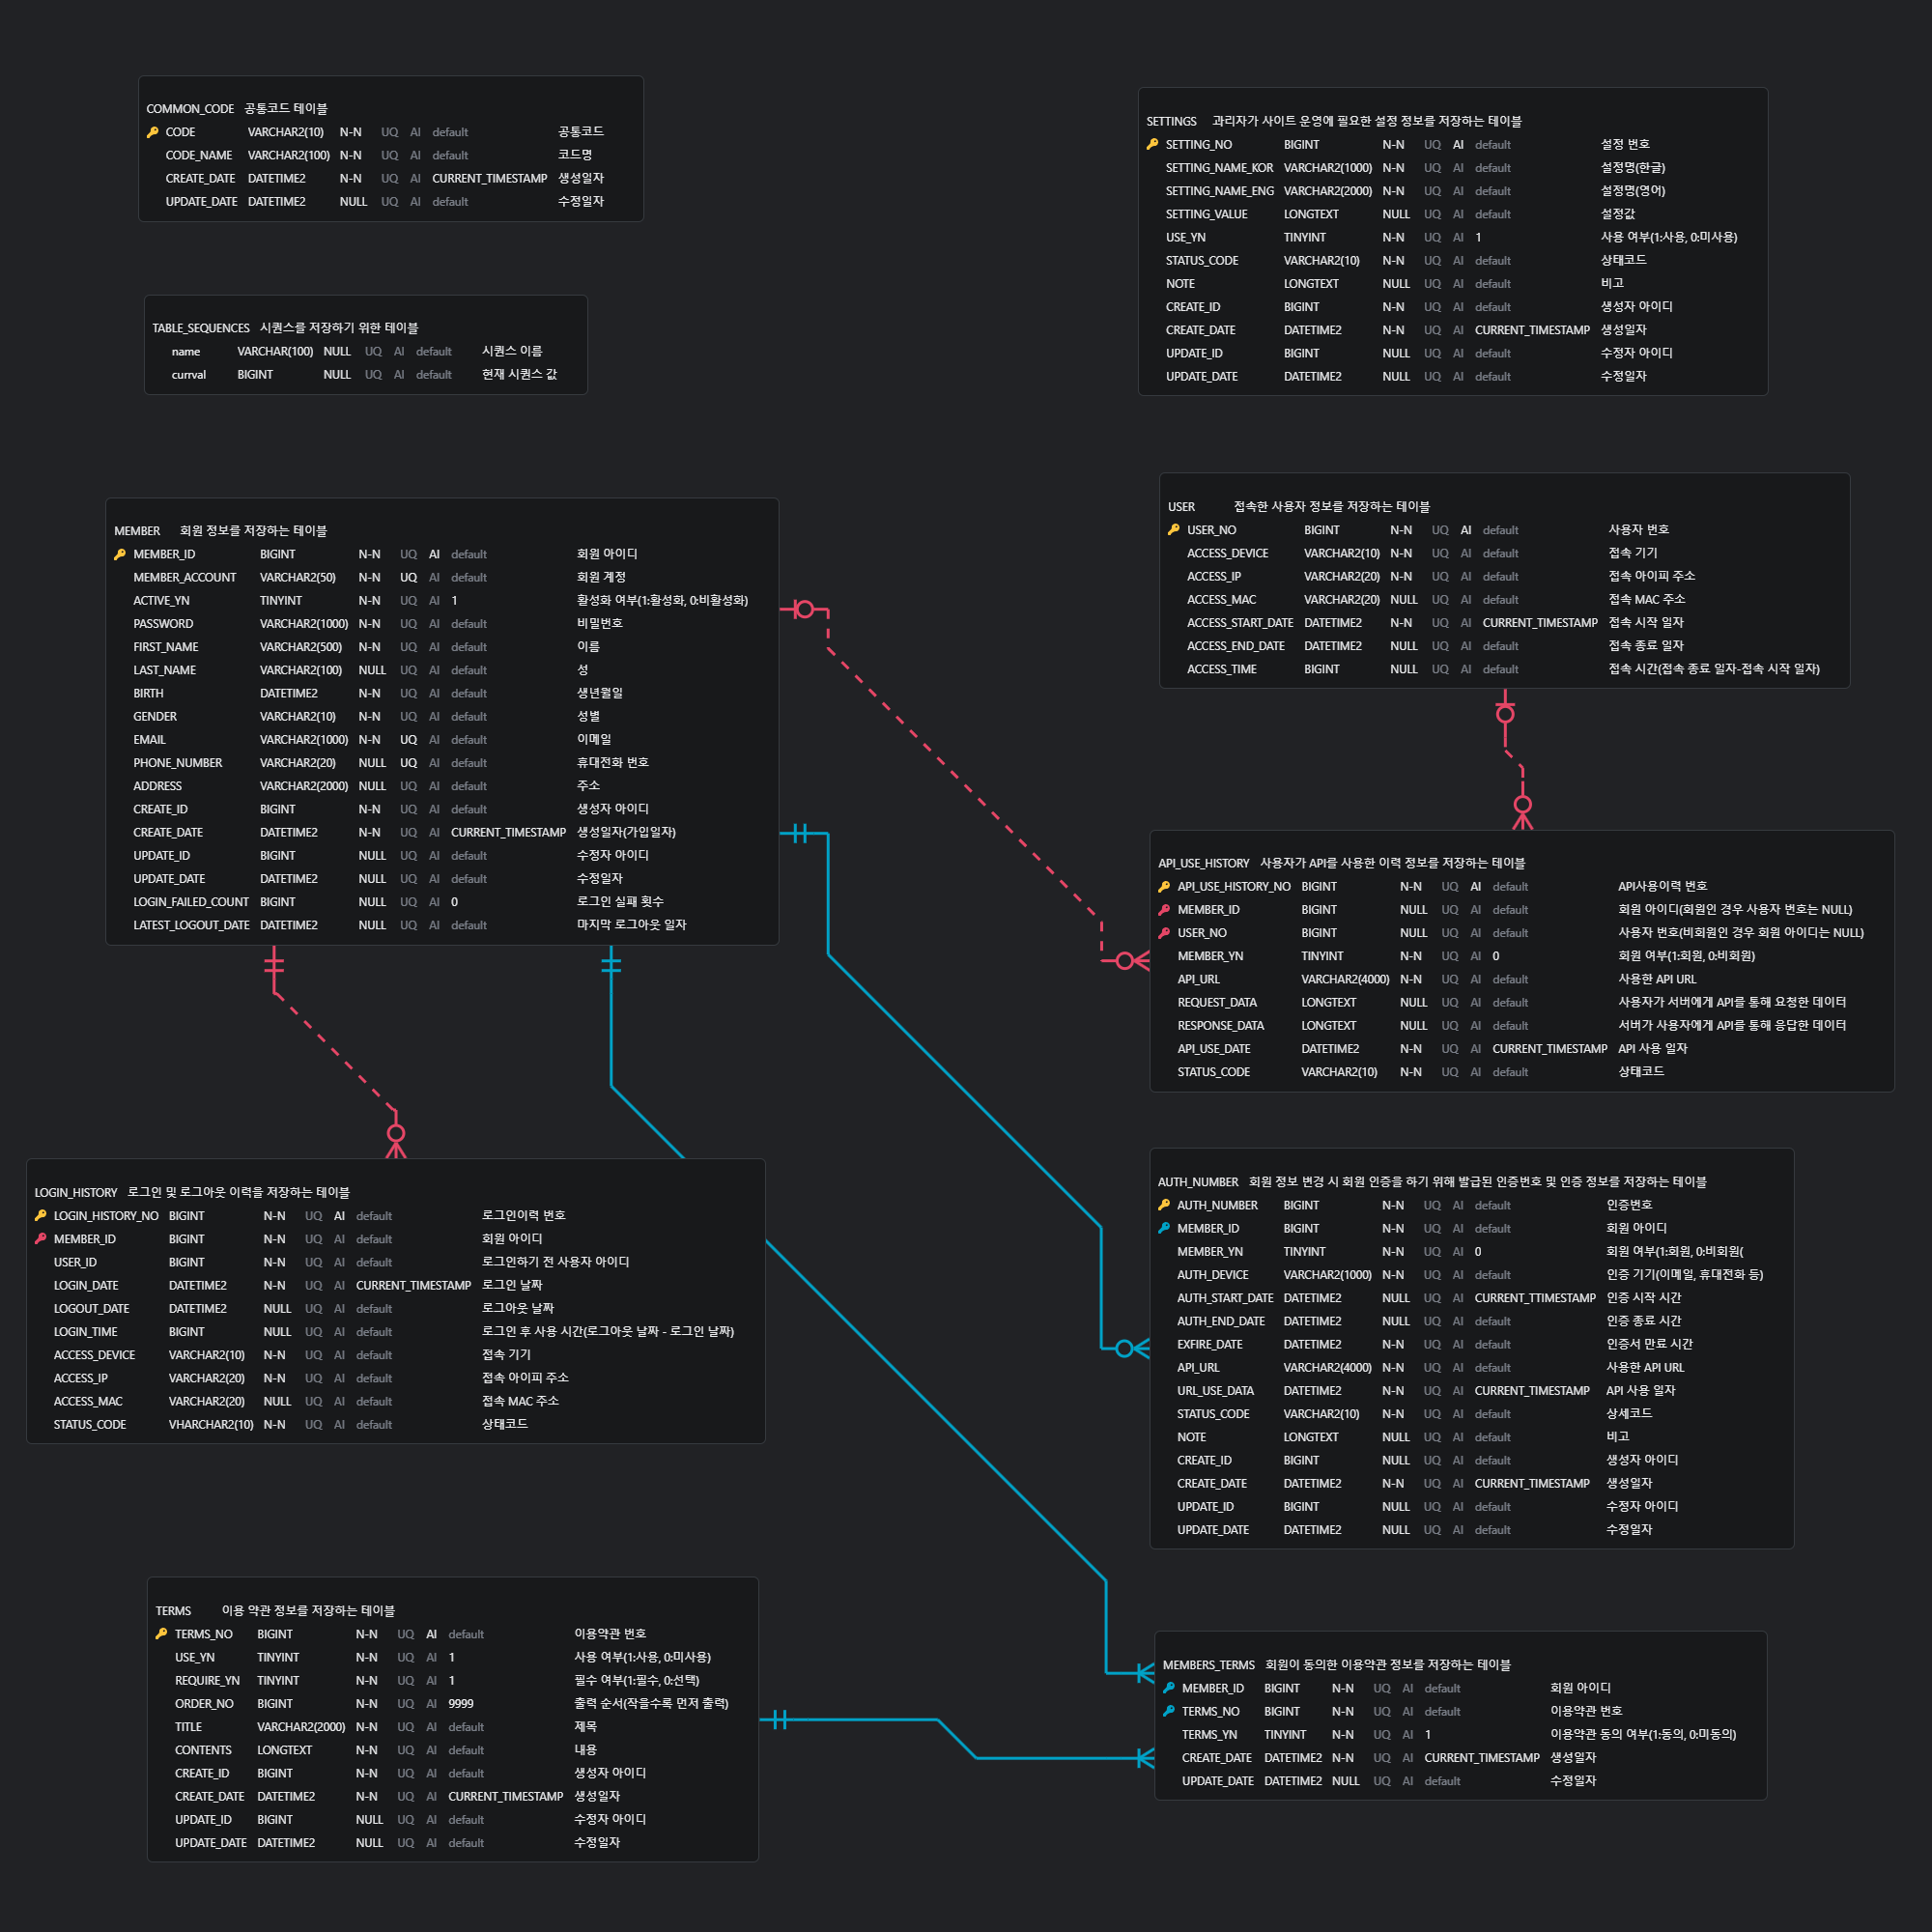 COMMON_CODE 공통코드 테이블
CODE VARCHAR2(10) N-N UQ AI default 공통코드
CODE_NAME VARCHAR2(100) N-N UQ AI default 코드명
CREATE_DATE DATETIME2 N-N UQ AI CURRENT_TIMESTAMP 생성일자
UPDATE_DATE DATETIME2 NULL UQ AI default 수정일자
SETTINGS 과리자가 사이트 운영에 필요한 설정 정보를 저장하는 테이블
SETTING_NO BIGINT N-N UQ AI default 설정 번호
SETTING_NAME_KOR VARCHAR2(1000) N-N UQ AI default 설정명(한글)
SETTING_NAME_ENG VARCHAR2(2000) N-N UQ AI default 설정명(영어)
SETTING_VALUE LONGTEXT NULL UQ AI default 설정값
USE_YN TINYINT N-N UQ AI 1 사용 여부(1:사용, 0:미사용)
STATUS_CODE VARCHAR2(10) N-N UQ AI default 상태코드
NOTE LONGTEXT NULL UQ AI default 비고
CREATE_ID BIGINT N-N UQ AI default 생성자 아이디
CREATE_DATE DATETIME2 N-N UQ AI CURRENT_TIMESTAMP 생성일자
UPDATE_ID BIGINT NULL UQ AI default 수정자 아이디
UPDATE_DATE DATETIME2 NULL UQ AI default 수정일자
TABLE_SEQUENCES 시퀀스를 저장하기 위한 테이블
name VARCHAR(100) NULL UQ AI default 시퀀스 이름
currval BIGINT NULL UQ AI default 현재 시퀀스 값
MEMBER 회원 정보를 저장하는 테이블
MEMBER_ID BIGINT N-N UQ AI default 회원 아이디
MEMBER_ACCOUNT VARCHAR2(50) N-N UQ AI default 회원 계정
ACTIVE_YN TINYINT N-N UQ AI 1 활성화 여부(1:활성화, 0:비활성화)
PASSWORD VARCHAR2(1000) N-N UQ AI default 비밀번호
FIRST_NAME VARCHAR2(500) N-N UQ AI default 이름
LAST_NAME VARCHAR2(100) NULL UQ AI default 성
BIRTH DATETIME2 N-N UQ AI default 생년월일
GENDER VARCHAR2(10) N-N UQ AI default 성별
EMAIL VARCHAR2(1000) N-N UQ AI default 이메일
PHONE_NUMBER VARCHAR2(20) NULL UQ AI default 휴대전화 번호
ADDRESS VARCHAR2(2000) NULL UQ AI default 주소
CREATE_ID BIGINT N-N UQ AI default 생성자 아이디
CREATE_DATE DATETIME2 N-N UQ AI CURRENT_TIMESTAMP 생성일자(가입일자)
UPDATE_ID BIGINT NULL UQ AI default 수정자 아이디
UPDATE_DATE DATETIME2 NULL UQ AI default 수정일자
LOGIN_FAILED_COUNT BIGINT NULL UQ AI 0 로그인 실패 횟수
LATEST_LOGOUT_DATE DATETIME2 NULL UQ AI default 마지막 로그아웃 일자
USER 접속한 사용자 정보를 저장하는 테이블
USER_NO BIGINT N-N UQ AI default 사용자 번호
ACCESS_DEVICE VARCHAR2(10) N-N UQ AI default 접속 기기
ACCESS_IP VARCHAR2(20) N-N UQ AI default 접속 아이피 주소
ACCESS_MAC VARCHAR2(20) NULL UQ AI default 접속 MAC 주소
ACCESS_START_DATE DATETIME2 N-N UQ AI CURRENT_TIMESTAMP 접속 시작 일자
ACCESS_END_DATE DATETIME2 NULL UQ AI default 접속 종료 일자
ACCESS_TIME BIGINT NULL UQ AI default 접속 시간(접속 종료 일자-접속 시작 일자)
API_USE_HISTORY 사용자가 API를 사용한 이력 정보를 저장하는 테이블
API_USE_HISTORY_NO BIGINT N-N UQ AI default API사용이력 번호
MEMBER_ID BIGINT NULL UQ AI default 회원 아이디(회원인 경우 사용자 번호는 NULL)
USER_NO BIGINT NULL UQ AI default 사용자 번호(비회원인 경우 회원 아이디는 NULL)
MEMBER_YN TINYINT N-N UQ AI 0 회원 여부(1:회원, 0:비회원)
API_URL VARCHAR2(4000) N-N UQ AI default 사용한 API URL
REQUEST_DATA LONGTEXT NULL UQ AI default 사용자가 서버에게 API를 통해 요청한 데이터
RESPONSE_DATA LONGTEXT NULL UQ AI default 서버가 사용자에게 API를 통해 응답한 데이터
API_USE_DATE DATETIME2 N-N UQ AI CURRENT_TIMESTAMP API 사용 일자
STATUS_CODE VARCHAR2(10) N-N UQ AI default 상태코드
LOGIN_HISTORY 로그인 및 로그아웃 이력을 저장하는 테이블
LOGIN_HISTORY_NO BIGINT N-N UQ AI default 로그인이력 번호
MEMBER_ID BIGINT N-N UQ AI default 회원 아이디
USER_ID BIGINT N-N UQ AI default 로그인하기 전 사용자 아이디
LOGIN_DATE DATETIME2 N-N UQ AI CURRENT_TIMESTAMP 로그인 날짜
LOGOUT_DATE DATETIME2 NULL UQ AI default 로그아웃 날짜
LOGIN_TIME BIGINT NULL UQ AI default 로그인 후 사용 시간(로그아웃 날짜 - 로그인 날짜)
ACCESS_DEVICE VARCHAR2(10) N-N UQ AI default 접속 기기
ACCESS_IP VARCHAR2(20) N-N UQ AI default 접속 아이피 주소
ACCESS_MAC VARCHAR2(20) NULL UQ AI default 접속 MAC 주소
STATUS_CODE VHARCHAR2(10) N-N UQ AI default 상태코드
AUTH_NUMBER 회원 정보 변경 시 회원 인증을 하기 위해 발급된 인증번호 및 인증 정보를 저장하는 테이블
AUTH_NUMBER BIGINT N-N UQ AI default 인증번호
MEMBER_ID BIGINT N-N UQ AI default 회원 아이디
MEMBER_YN TINYINT N-N UQ AI 0 회원 여부(1:회원, 0:비회원(
AUTH_DEVICE VARCHAR2(1000) N-N UQ AI default 인증 기기(이메일, 휴대전화 등)
AUTH_START_DATE DATETIME2 NULL UQ AI CURRENT_TTIMESTAMP 인증 시작 시간
AUTH_END_DATE DATETIME2 NULL UQ AI default 인증 종료 시간
EXFIRE_DATE DATETIME2 N-N UQ AI default 인증서 만료 시간
API_URL VARCHAR2(4000) N-N UQ AI default 사용한 API URL
URL_USE_DATA DATETIME2 N-N UQ AI CURRENT_TIMESTAMP API 사용 일자
STATUS_CODE VARCHAR2(10) N-N UQ AI default 상세코드
NOTE LONGTEXT NULL UQ AI default 비고
CREATE_ID BIGINT NULL UQ AI default 생성자 아이디
CREATE_DATE DATETIME2 N-N UQ AI CURRENT_TIMESTAMP 생성일자
UPDATE_ID BIGINT NULL UQ AI default 수정자 아이디
UPDATE_DATE DATETIME2 NULL UQ AI default 수정일자
TERMS 이용 약관 정보를 저장하는 테이블
TERMS_NO BIGINT N-N UQ AI default 이용약관 번호
USE_YN TINYINT N-N UQ AI 1 사용 여부(1:사용, 0:미사용)
REQUIRE_YN TINYINT N-N UQ AI 1 필수 여부(1:필수, 0:선택)
ORDER_NO BIGINT N-N UQ AI 9999 출력 순서(작을수록 먼저 출력)
TITLE VARCHAR2(2000) N-N UQ AI default 제목
CONTENTS LONGTEXT N-N UQ AI default 내용
CREATE_ID BIGINT N-N UQ AI default 생성자 아이디
CREATE_DATE DATETIME2 N-N UQ AI CURRENT_TIMESTAMP 생성일자
UPDATE_ID BIGINT NULL UQ AI default 수정자 아이디
UPDATE_DATE DATETIME2 NULL UQ AI default 수정일자
MEMBERS_TERMS 회원이 동의한 이용약관 정보를 저장하는 테이블
MEMBER_ID BIGINT N-N UQ AI default 회원 아이디
TERMS_NO BIGINT N-N UQ AI default 이용약관 번호
TERMS_YN TINYINT N-N UQ AI 1 이용약관 동의 여부(1:동의, 0:미동의)
CREATE_DATE DATETIME2 N-N UQ AI CURRENT_TIMESTAMP 생성일자
UPDATE_DATE DATETIME2 NULL UQ AI default 수정일자